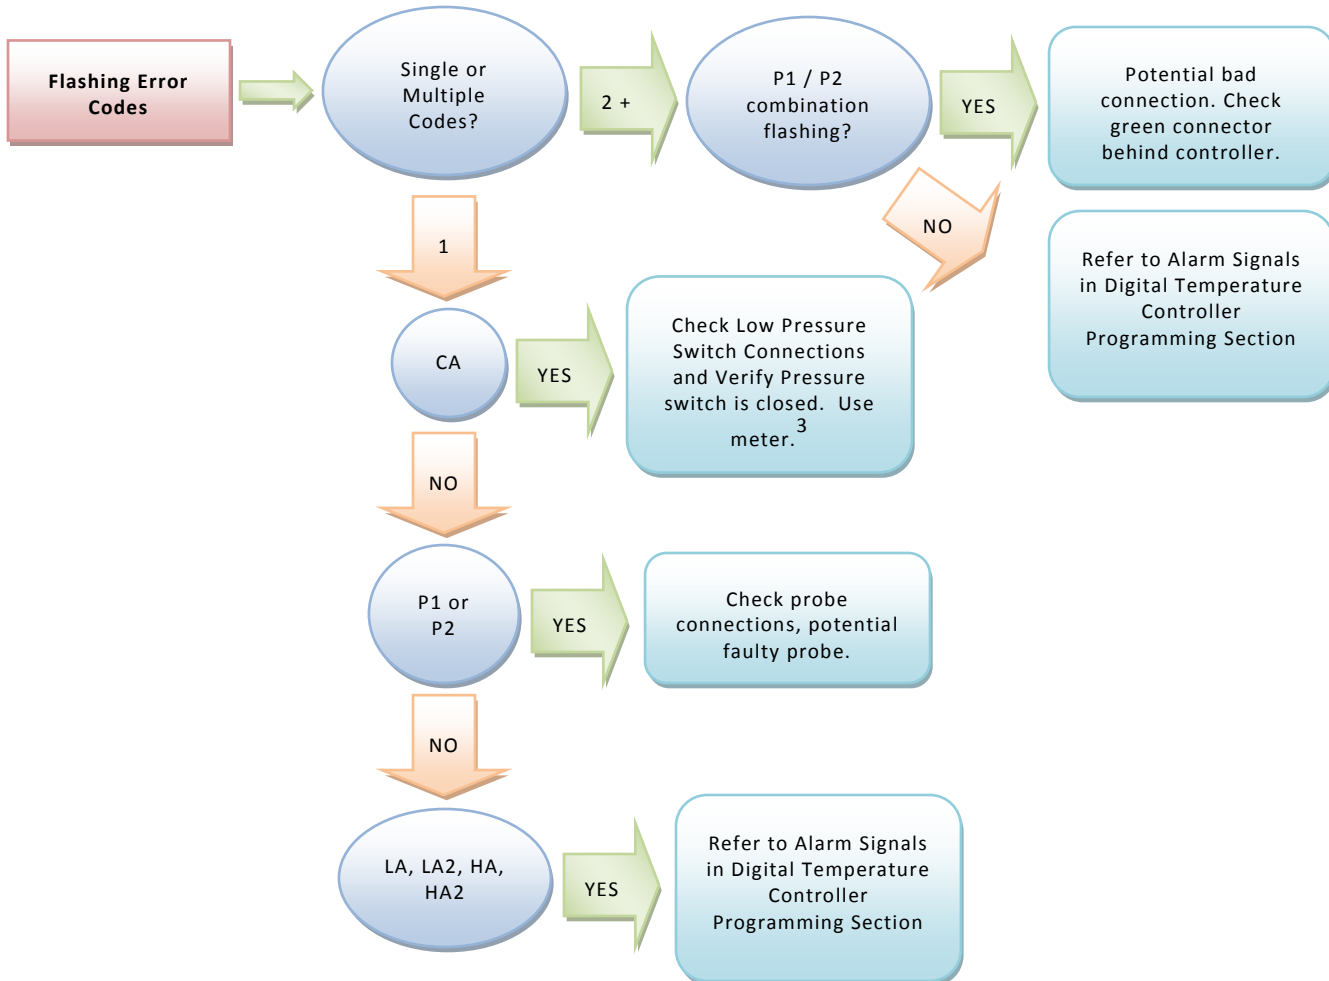 Flashing Error
Codes
Single or
Multiple
Codes?
2 +
P1 / P2
combination
flashing?
YES
Potential bad
connection. Check
green connector
behind controller.
NO
Refer to Alarm Signals
in Digital Temperature
Controller
Programming Section
1
CA
YES
Check Low Pressure
Switch Connections
and Verify Pressure
switch is closed. Use
meter.3
NO
P1 or
P2
YES
Check probe
connections, potential
faulty probe.
NO
LA, LA2, HA,
HA2
YES
Refer to Alarm Signals
in Digital Temperature
Controller
Programming Section